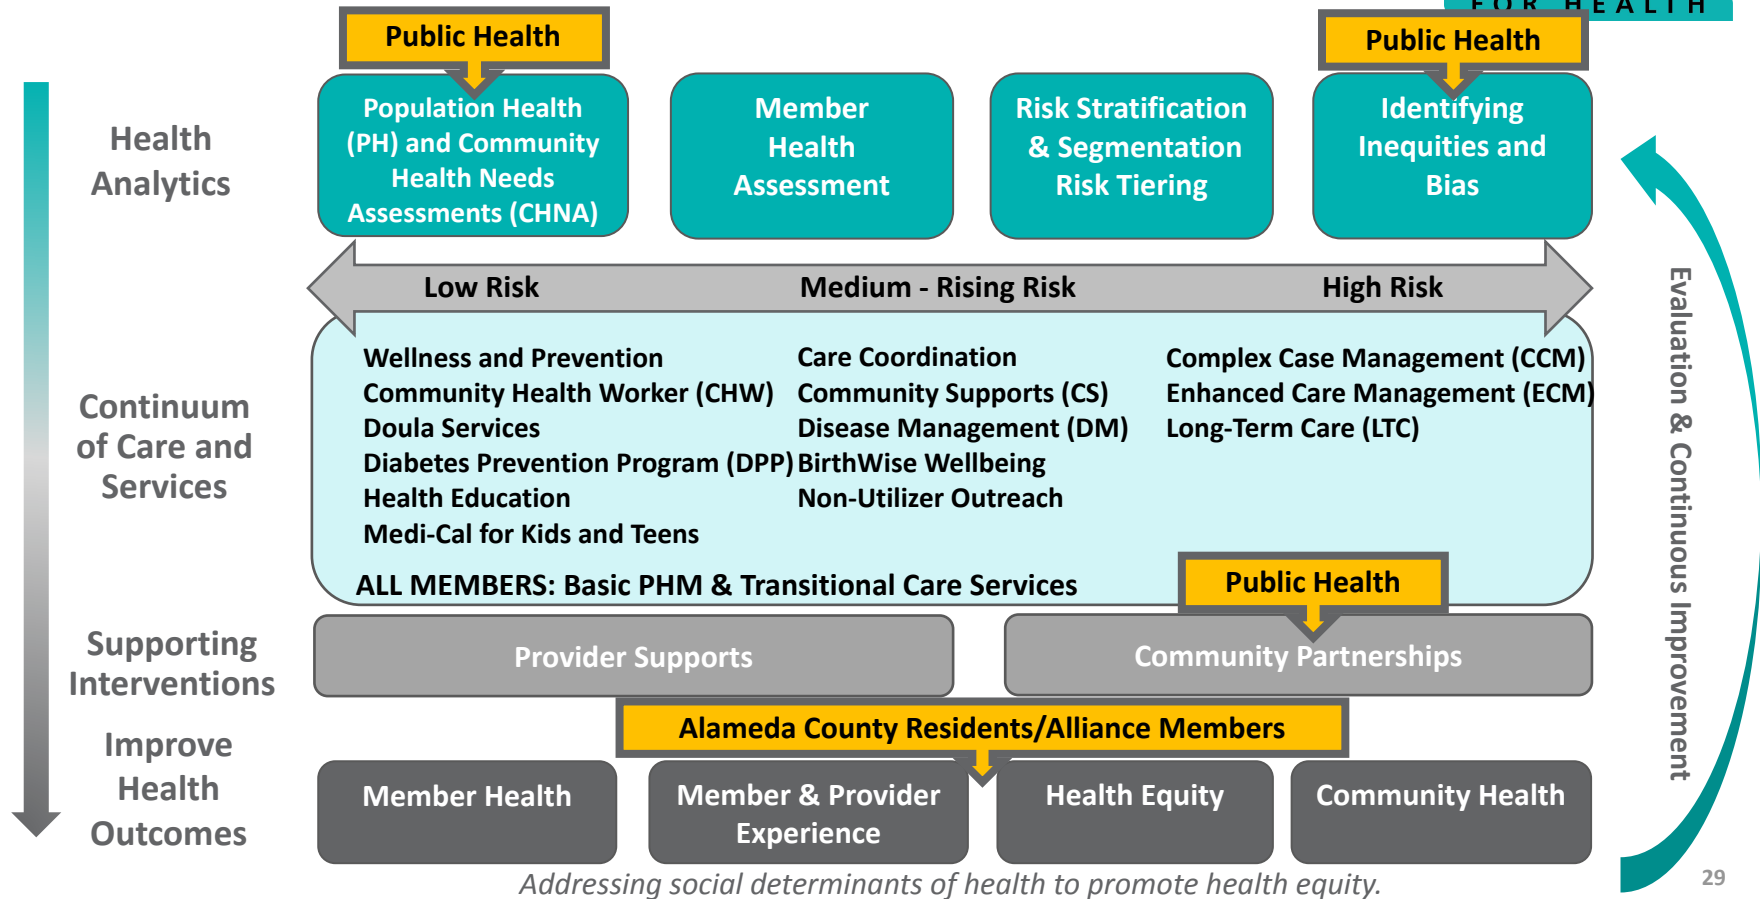 FOR HEALTH
Public Health
Public Health
Health
Analytics
Population Health
(PH) and Community
Health Needs
Assessments (CHNA)
Member
Health
Assessment
Risk Stratification
& Segmentation
Risk Tiering
Identifying
Inequities and
Bias
Low Risk
Medium - Rising Risk
High Risk
Continuum
of Care and
Services
Wellness and Prevention
Community Health Worker (CHW)
Doula Services
Diabetes Prevention Program (DPP)
Health Education
Medi-Cal for Kids and Teens
Care Coordination
Community Supports (CS)
Disease Management (DM)
BirthWise Wellbeing
Non-Utilizer Outreach
Complex Case Management (CCM)
Enhanced Care Management (ECM)
Long-Term Care (LTC)
ALL MEMBERS: Basic PHM & Transitional Care Services
Public Health
Supporting
Interventions
Provider Supports
Community Partnerships
Alameda County Residents/Alliance Members
Improve
Health
Outcomes
Member Health
Member & Provider
Experience
Health Equity
Community Health
Evaluation & Continuous Improvement
Addressing social determinants of health to promote health equity.
29